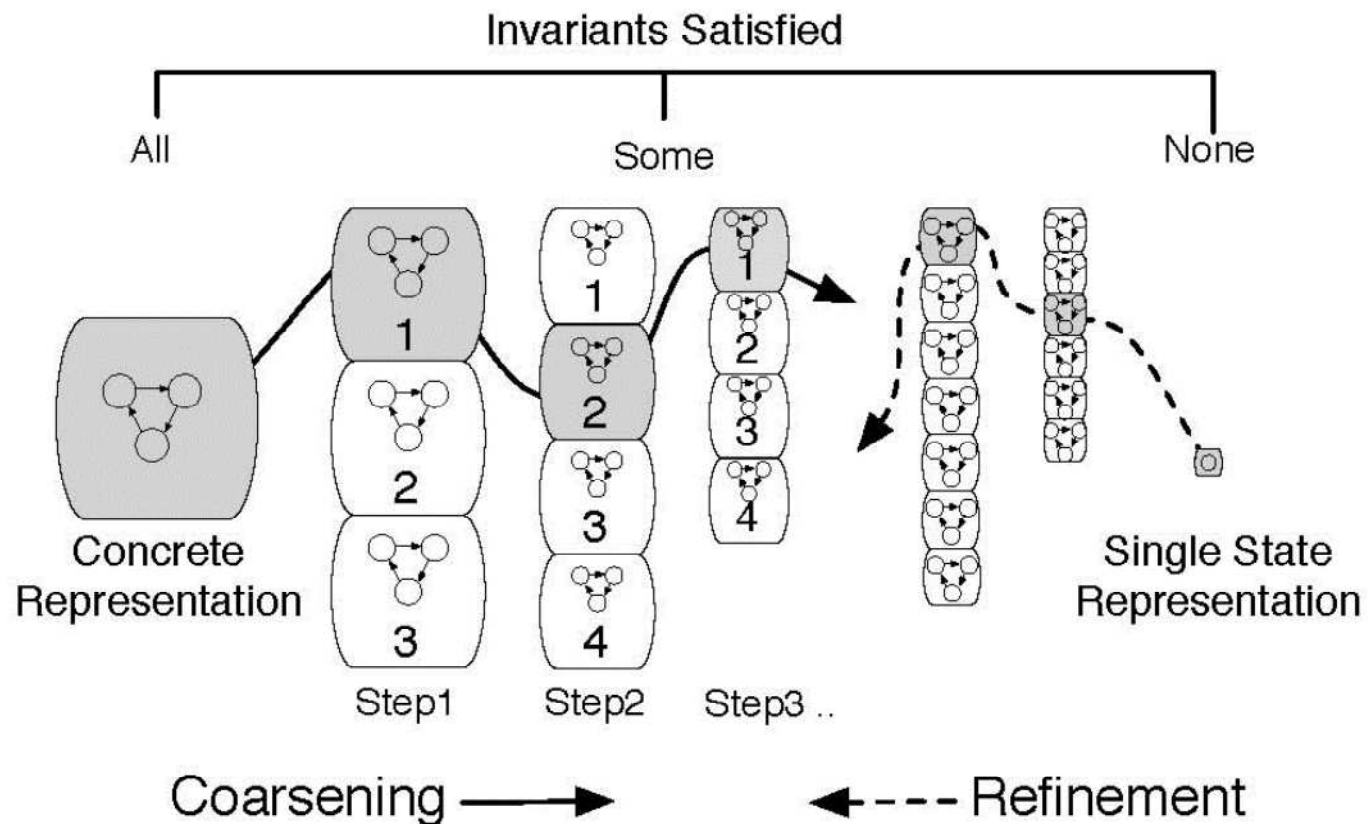 Invariants Satisfied
All
Some
None
1
2
3
1
2
3
4
1
2
3
4
Concrete
Representation
Single State
Representation
Step1
Step2
Step3 ..
Coarsening
Refinement